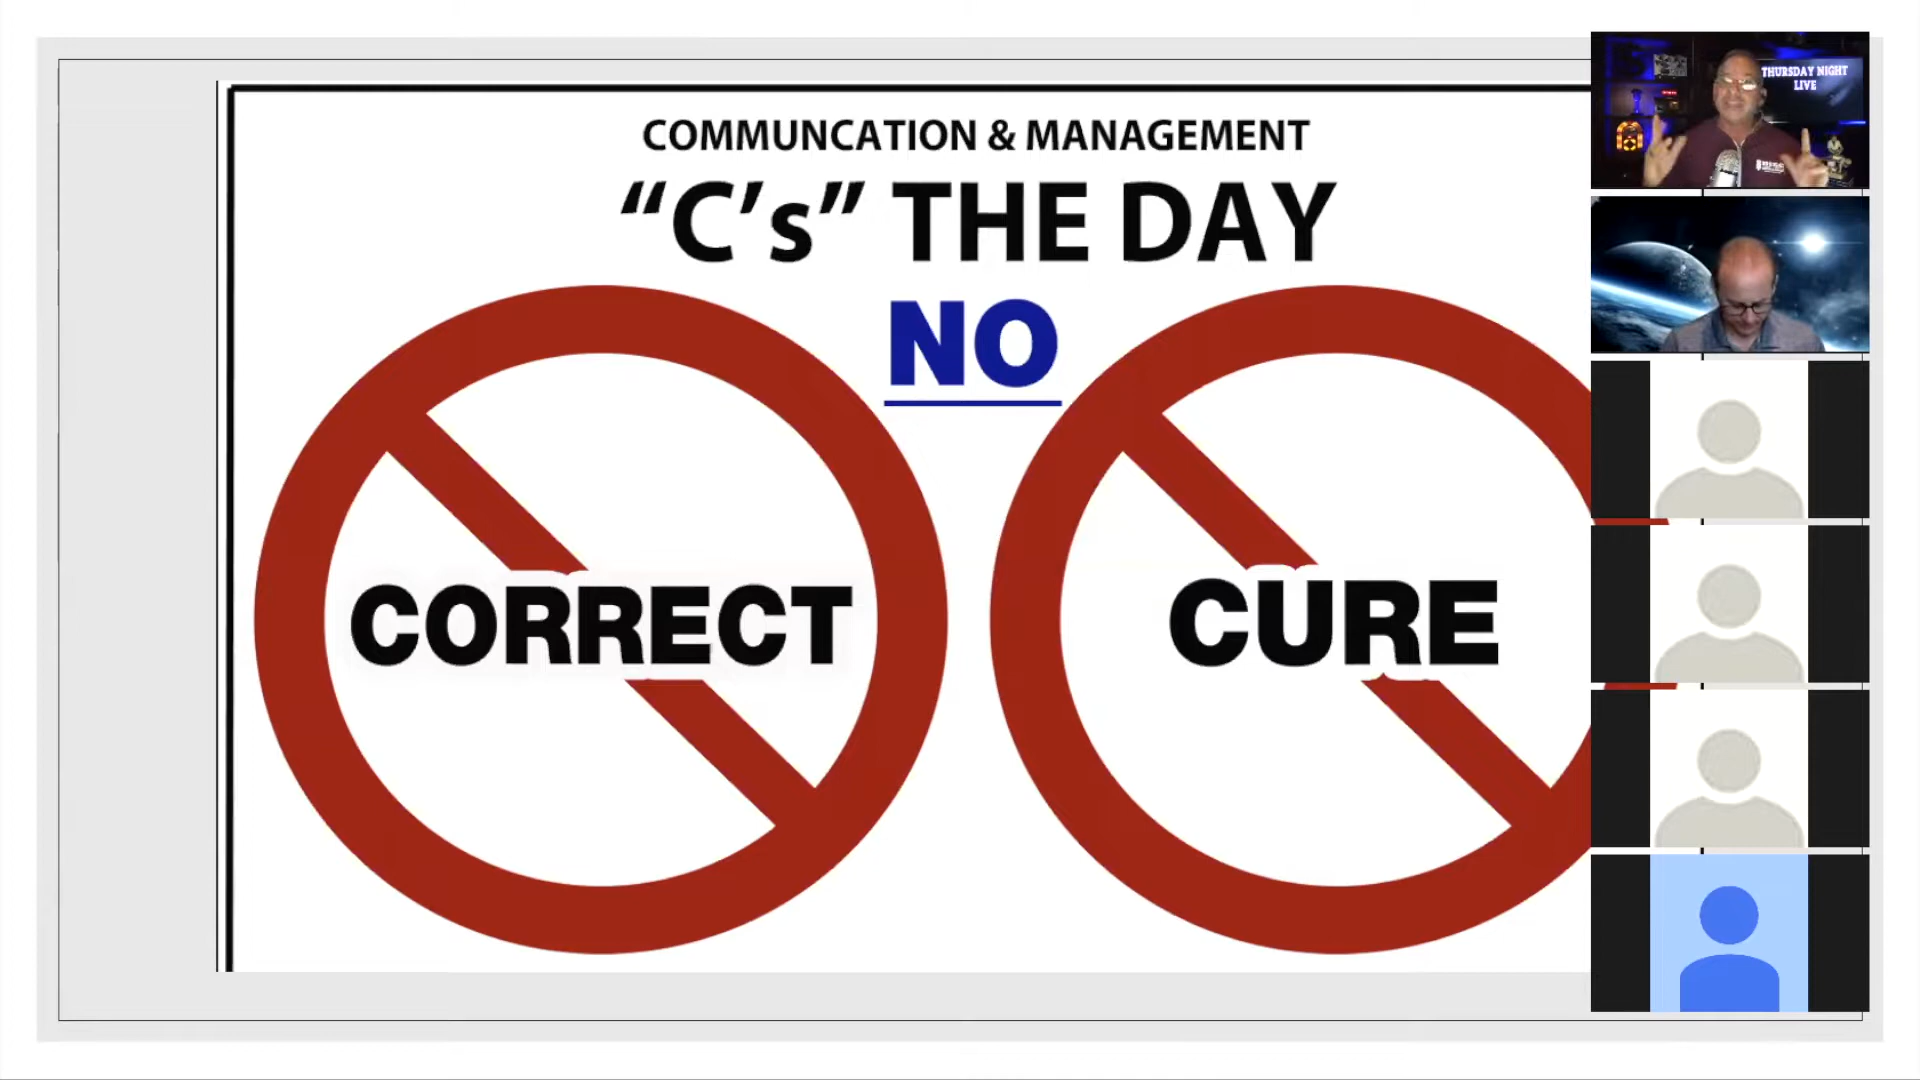 COMMUNCATION & MANAGEMENT
“C’s” THE DAY
NO
CORRECT
CURE
THURSDAY NIGHT
LIVE